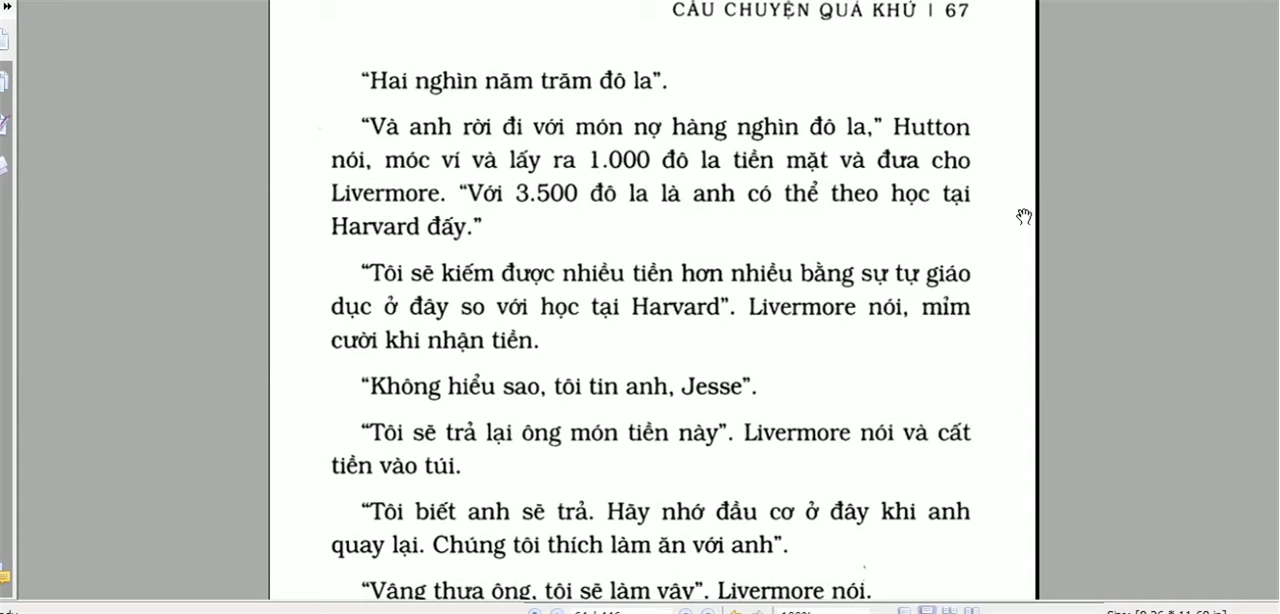 CÂU CHUYỆN QUÁ KHỨ | 67
“Hai nghìn năm trăm đô la”.
“Và anh rời đi với món nợ hàng nghìn đô la,” Hutton
nói, móc ví và lấy ra 1.000 đô la tiền mặt và đưa cho
Livermore. “Với 3.500 đô la là anh có thể theo học tại
Harvard đấy.”
“Tôi sẽ kiếm được nhiều tiền hơn nhiều bằng sự tự giáo
dục ở đây so với học tại Harvard”. Livermore nói, mỉm
cười khi nhận tiền.
“Không hiểu sao, tôi tin anh, Jesse”.
“Tôi sẽ trả lại ông món tiền này”. Livermore nói và cất
tiền vào túi.
“Tôi biết anh sẽ trả. Hãy nhớ đầu cơ ở đây khi anh
quay lại. Chúng tôi thích làm ăn với anh”.
“Vâng thưa ông, tôi sẽ làm vậy”. Livermore nói.